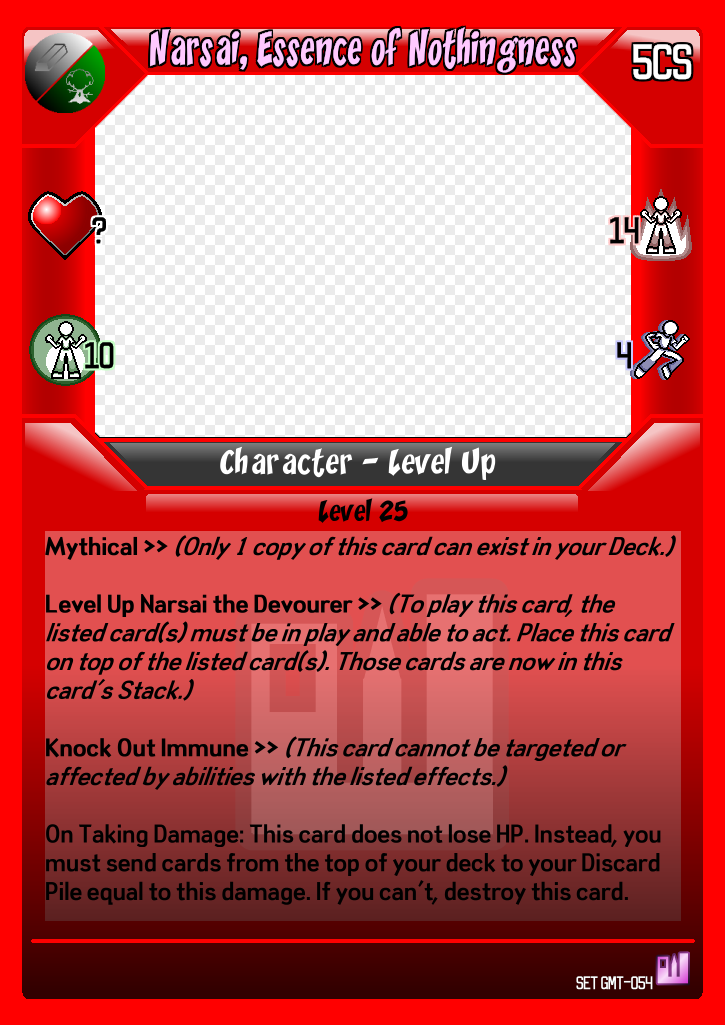 Narsai, Essence of Nothingness
5CS
?
14
10
4
Character - Level Up
Level 25
Mythical >> (Only 1 copy of this card can exist in your Deck.)
Level Up Narsai the Devourer >> (To play this card, the
listed card(s) must be in play and able to act. Place this card
on top of the listed card(s). Those cards are now in this
card's Stack.)
Knock Out Immune >> (This card cannot be targeted or
affected by abilities with the listed effects.)
On Taking Damage: This card does not lose HP. Instead, you
must send cards from the top of your deck to your Discard
Pile equal to this damage. If you can't, destroy this card.
SET GMT-054